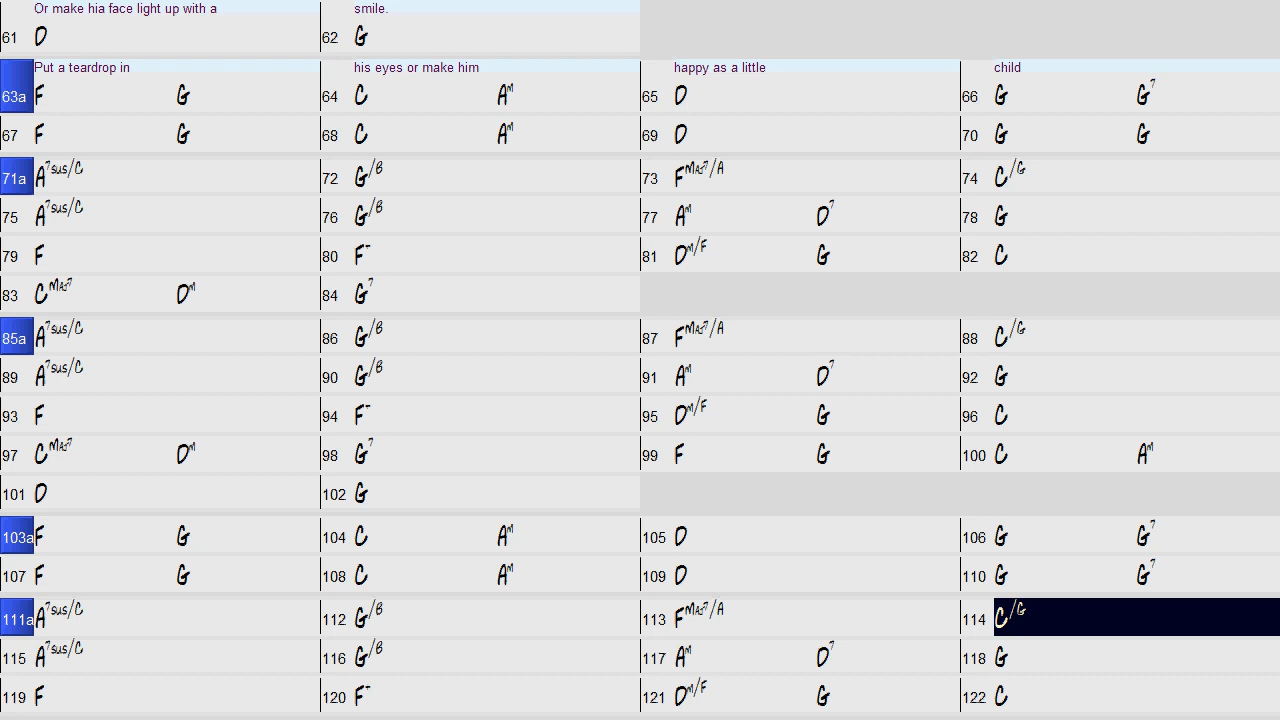 Or make hia face light up with a smile.
61 D 62 G
Put a teardrop in his eyes or make him happy as a little child
63a F G 64 C Am 65 D 66 G G7
67 F G 68 C Am 69 D 70 G G
71a A7sus/C 72 G/B 73 FMaj7/A 74 C/G
75 A7sus/C 76 G/B 77 Am D7 78 G
79 F 80 F- 81 Dm/F G 82 C
83 CMaj7 Dm 84 G7
85a A7sus/C 86 G/B 87 FMaj7/A 88 C/G
89 A7sus/C 90 G/B 91 Am D7 92 G
93 F 94 F- 95 Dm/F G 96 C
97 CMaj7 Dm 98 G7 99 F G 100 C Am
101 D 102 G
103a F G 104 C Am 105 D 106 G G7
107 F G 108 C Am 109 D 110 G G7
111a A7sus/C 112 G/B 113 FMaj7/A 114 C/G
115 A7sus/C 116 G/B 117 Am D7 118 G
119 F 120 F- 121 Dm/F G 122 C